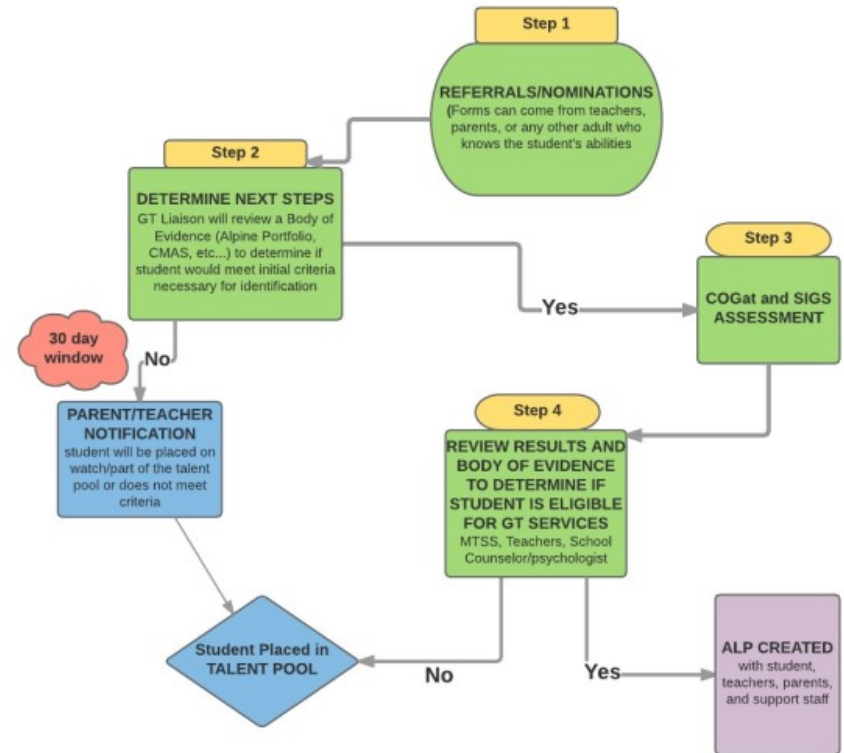 Step 1
REFERRALS/NOMINATIONS
(Forms can come from teachers,
parents, or any other adult who
knows the student's abilities
Step 2
DETERMINE NEXT STEPS
GT Liaison will review a Body of
Evidence (Alpine Portfolio,
CMAS, etc...) to determine if
student would meet initial criteria
necessary for identification
Yes
Step 3
COGat and SIGS
ASSESSMENT
30 day
window
No
PARENT/TEACHER
NOTIFICATION
student will be placed on
watch/part of the talent
pool or does not meet
criteria
Step 4
REVIEW RESULTS AND
BODY OF EVIDENCE
TO DETERMINE IF
STUDENT IS ELIGIBLE
FOR GT SERVICES
MTSS, Teachers, School
Counselor/psychologist
Student Placed in
TALENT POOL
No
Yes
ALP CREATED
with student,
teachers, parents,
and support staff